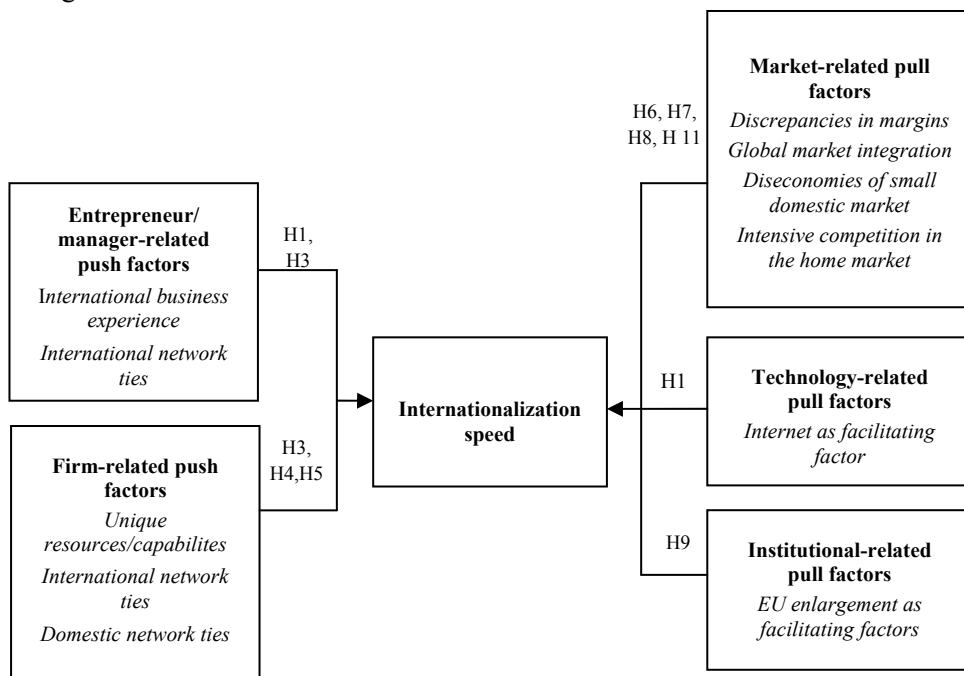 Entrepreneur/
manager-related
push factors
International business
experience
International network
ties
H1,
H3
Firm-related push
factors
Unique
resources/capabilites
International network
ties
Domestic network ties
H3,
H4,H5
Internationalization
speed
H6, H7,
H8, H 11
Market-related pull
factors
Discrepancies in margins
Global market integration
Diseconomies of small
domestic market
Intensive competition in
the home market
H1
Technology-related
pull factors
Internet as facilitating
factor
H9
Institutional-related
pull factors
EU enlargement as
facilitating factors